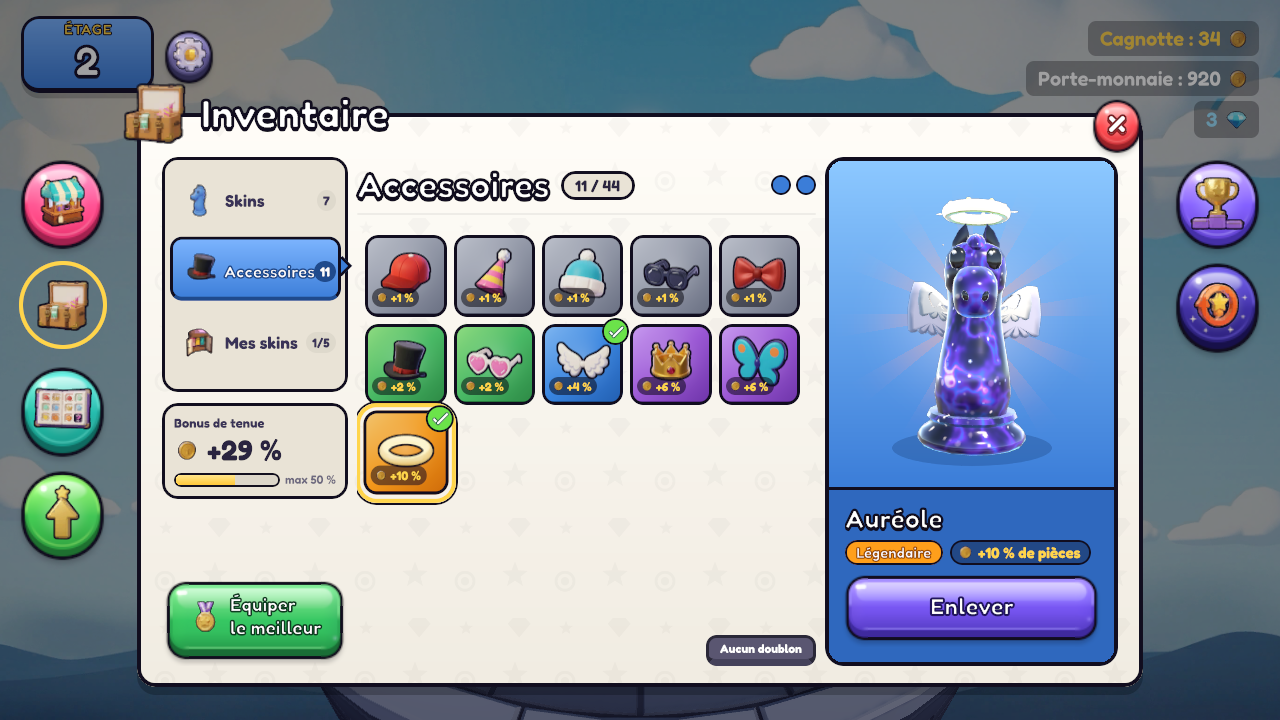 ÉTAGE
2
Cagnotte : 34
Porte-monnaie : 920
3
Inventaire
Skins 7
Accessoires 11
Mes skins 1/5
Bonus de tenue
+29 %
max 50 %
Équiper
le meilleur
Accessoires 11 / 44
+1 % +1 % +1 % +1 % +1 %
+2 % +2 % +4 % +6 % +6 %
+10 %
Aucun doublon
Auréole
Légendaire +10 % de pièces
Enlever